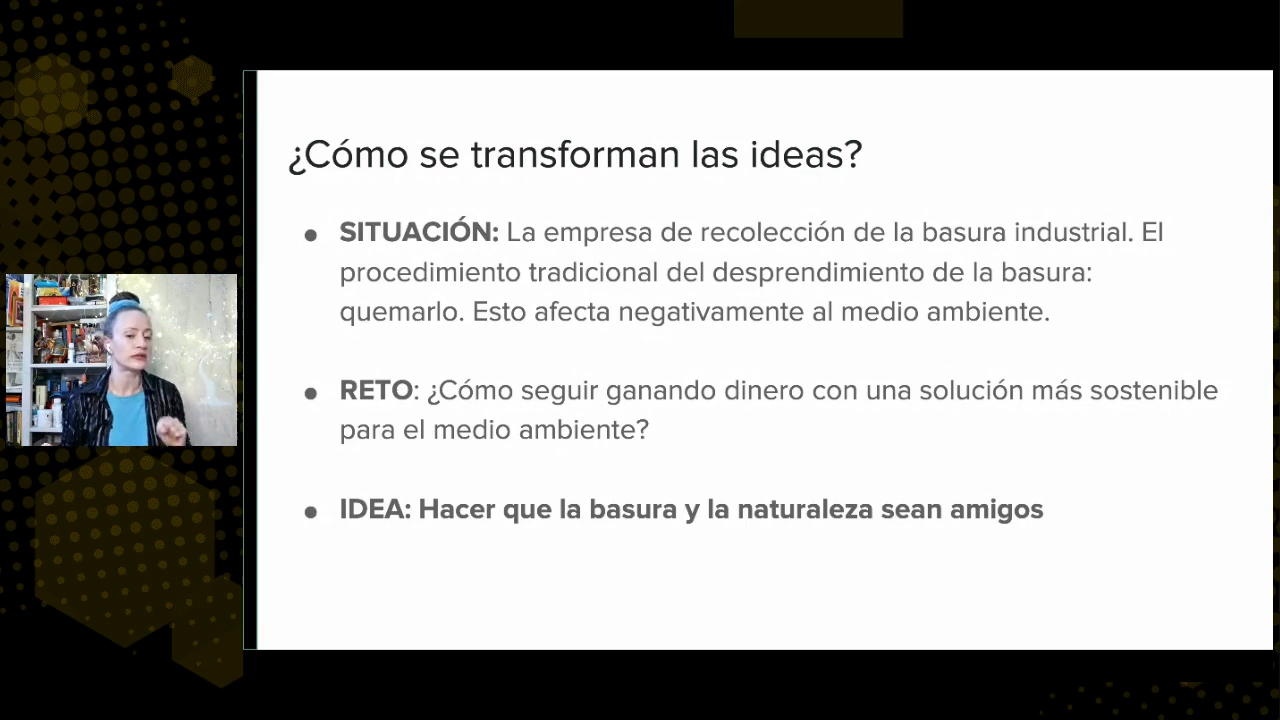 ¿Cómo se transforman las ideas?
● SITUACIÓN: La empresa de recolección de la basura industrial. El
procedimiento tradicional del desprendimiento de la basura:
quemarlo. Esto afecta negativamente al medio ambiente.
● RETO: ¿Cómo seguir ganando dinero con una solución más sostenible
para el medio ambiente?
● IDEA: Hacer que la basura y la naturaleza sean amigos